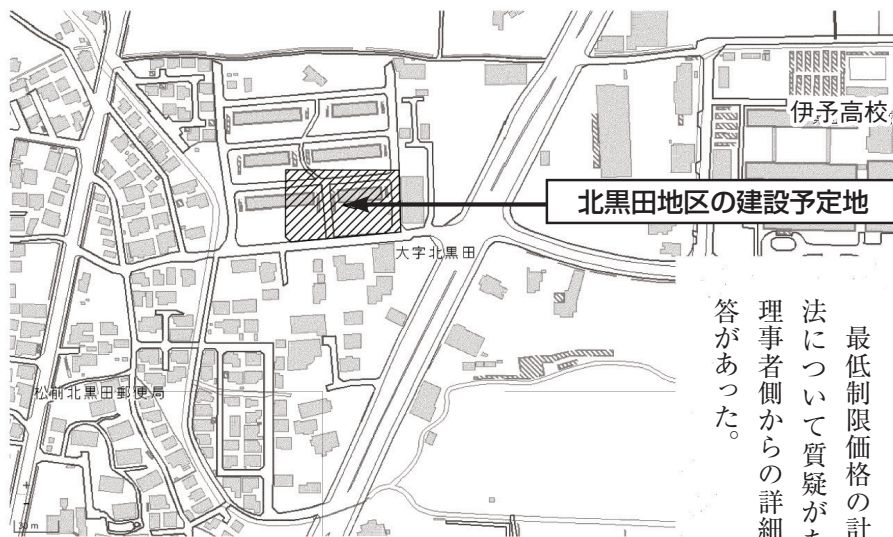 伊予高校
北黒田地区の建設予定地
大字北黒田
松前北黒田郵便局
30 m
最低制限価格の計
法について質疑があ
理事者側からの詳細
答があった。